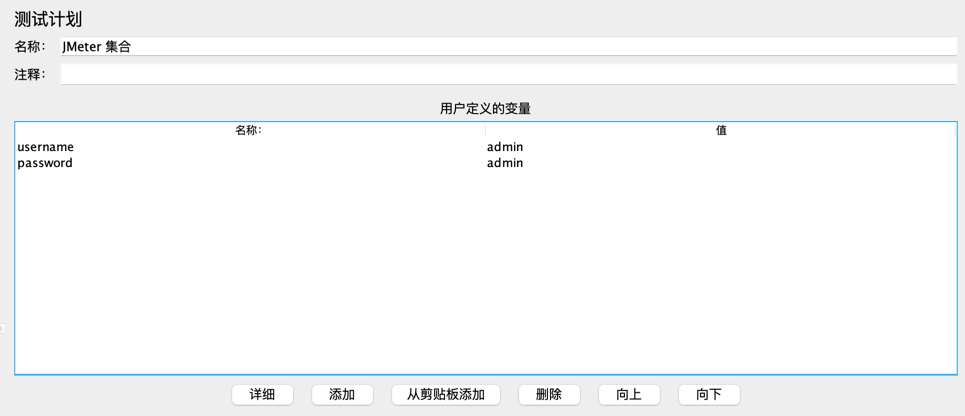 测试计划
名称： JMeter 集合
注释：
用户定义的变量
名称： 值
username admin
password admin
详细 添加 从剪贴板添加 删除 向上 向下